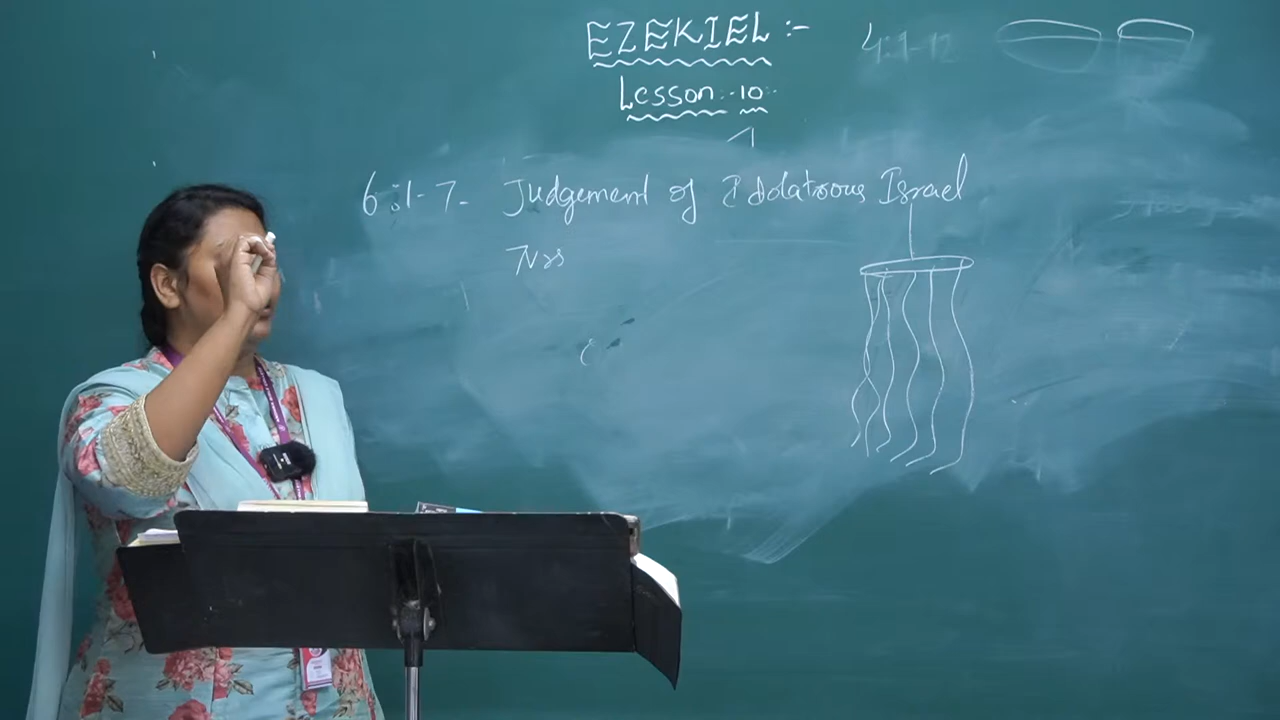 EZEKIEL :-
4:1-12
Lesson :- 10 :-
6:1-7- Judgement of Idolatrous Israel